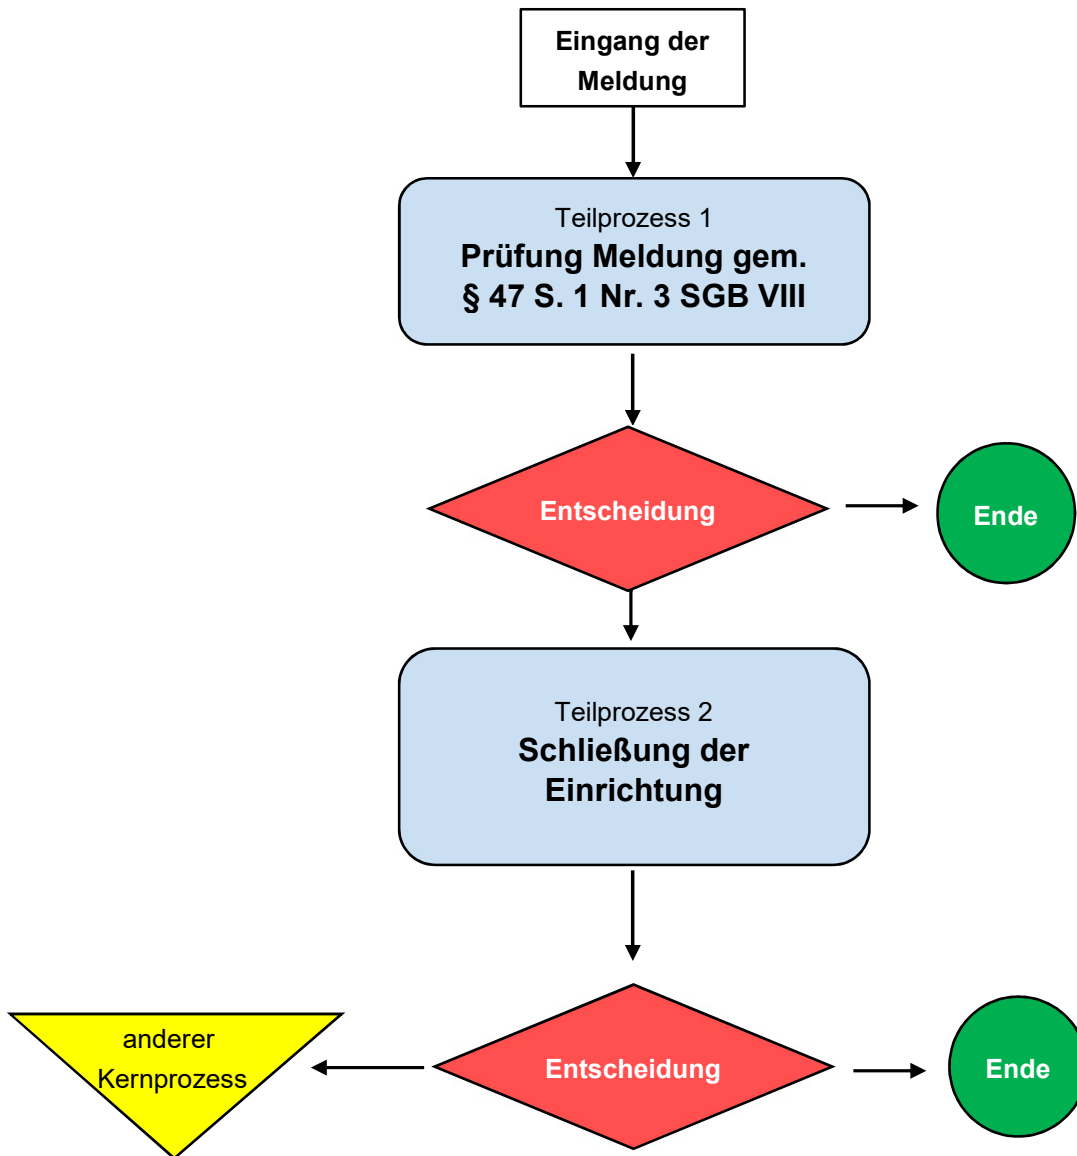 Eingang der
Meldung
Teilprozess 1
Prüfung Meldung gem.
§ 47 S. 1 Nr. 3 SGB VIII
Entscheidung
Ende
Teilprozess 2
Schließung der
Einrichtung
anderer
Kernprozess
Entscheidung
Ende